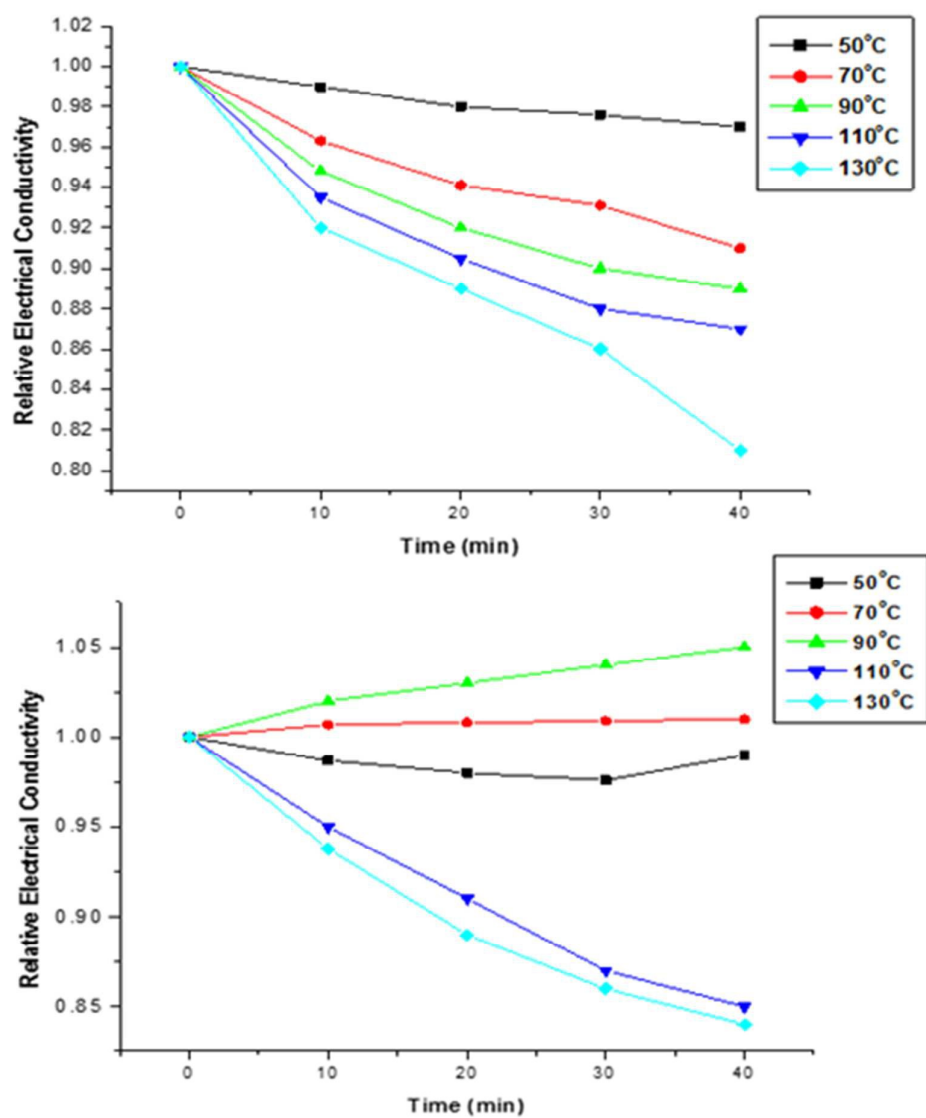 1.02
1.00
0.98
0.96
0.94
0.92
0.90
0.88
0.86
0.84
0.82
0.80
Relative Electrical Conductivity
0 10 20 30 40
Time (min)
50°C
70°C
90°C
110°C
130°C
1.05
1.00
0.95
0.90
0.85
Relative Electrical Conductivity
0 10 20 30 40
Time (min)
50°C
70°C
90°C
110°C
130°C